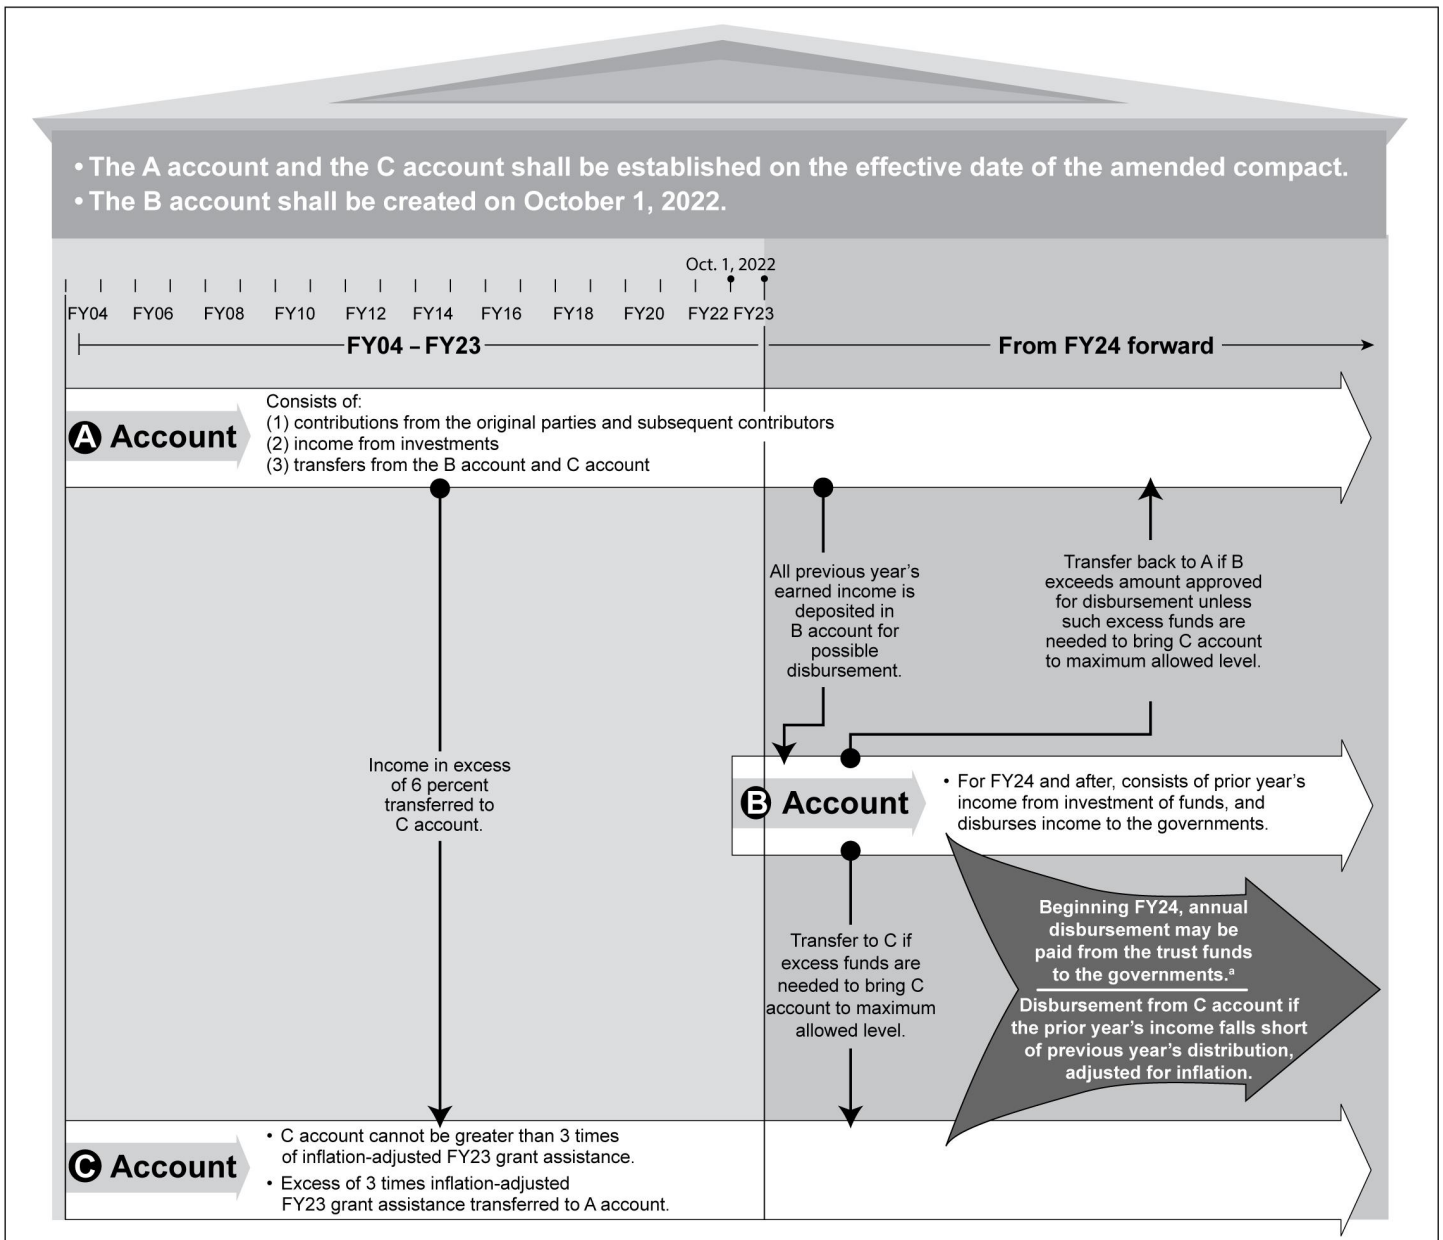 • The A account and the C account shall be established on the effective date of the amended compact.
• The B account shall be created on October 1, 2022.
Oct. 1, 2022
FY04 FY06 FY08 FY10 FY12 FY14 FY16 FY18 FY20 FY22 FY23
FY04 – FY23
From FY24 forward
A Account
Consists of:
(1) contributions from the original parties and subsequent contributors
(2) income from investments
(3) transfers from the B account and C account
All previous year's
earned income is
deposited in
B account for
possible
disbursement.
Transfer back to A if B
exceeds amount approved
for disbursement unless
such excess funds are
needed to bring C account
to maximum allowed level.
Income in excess
of 6 percent
transferred to
C account.
B Account
• For FY24 and after, consists of prior year's
income from investment of funds, and
disburses income to the governments.
Transfer to C if
excess funds are
needed to bring C
account to maximum
allowed level.
Beginning FY24, annual
disbursement may be
paid from the trust funds
to the governments.ª
Disbursement from C account if
the prior year's income falls short
of previous year's distribution,
adjusted for inflation.
C Account
• C account cannot be greater than 3 times
of inflation-adjusted FY23 grant assistance.
• Excess of 3 times inflation-adjusted
FY23 grant assistance transferred to A account.